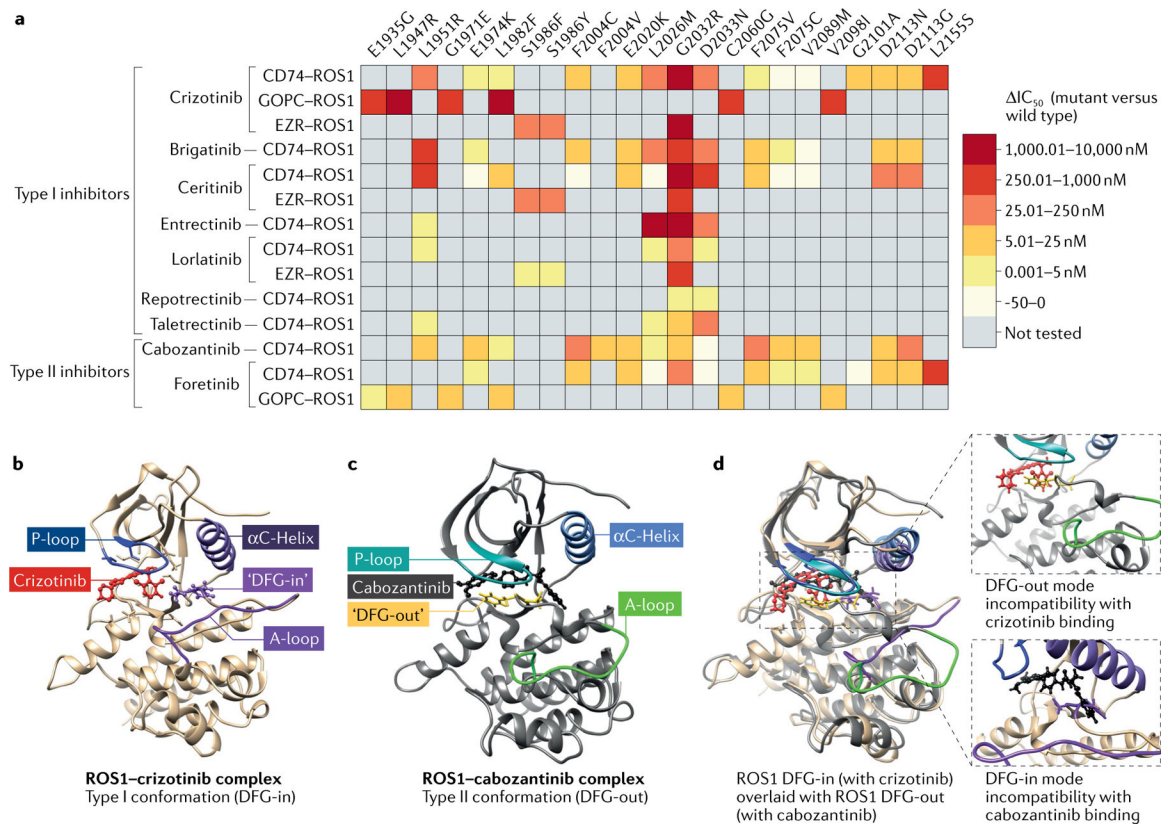 a
E1935G
L1947R
L1951R
G1971E
E1974K
L1982F
S1986F
S1986Y
F2004C
F2004V
E2020K
L2026M
G2032R
D2033N
C2060G
F2075V
F2075C
V2089M
V2098I
G2101A
D2113N
D2113G
L2155S
Type I inhibitors
Crizotinib
CD74–ROS1
GOPC–ROS1
EZR–ROS1
Brigatinib
CD74–ROS1
Ceritinib
CD74–ROS1
EZR–ROS1
Entrectinib
CD74–ROS1
Lorlatinib
CD74–ROS1
EZR–ROS1
Repotrectinib
CD74–ROS1
Taletrectinib
CD74–ROS1
Type II inhibitors
Cabozantinib
CD74–ROS1
Foretinib
CD74–ROS1
GOPC–ROS1
ΔIC50 (mutant versus
wild type)
1,000.01–10,000 nM
250.01–1,000 nM
25.01–250 nM
5.01–25 nM
0.001–5 nM
-50–0
Not tested
b
P-loop
αC-Helix
Crizotinib
'DFG-in'
A-loop
ROS1–crizotinib complex
Type I conformation (DFG-in)
c
αC-Helix
P-loop
Cabozantinib
'DFG-out'
A-loop
ROS1–cabozantinib complex
Type II conformation (DFG-out)
d
ROS1 DFG-in (with crizotinib)
overlaid with ROS1 DFG-out
(with cabozantinib)
DFG-out mode
incompatibility with
crizotinib binding
DFG-in mode
incompatibility with
cabozantinib binding